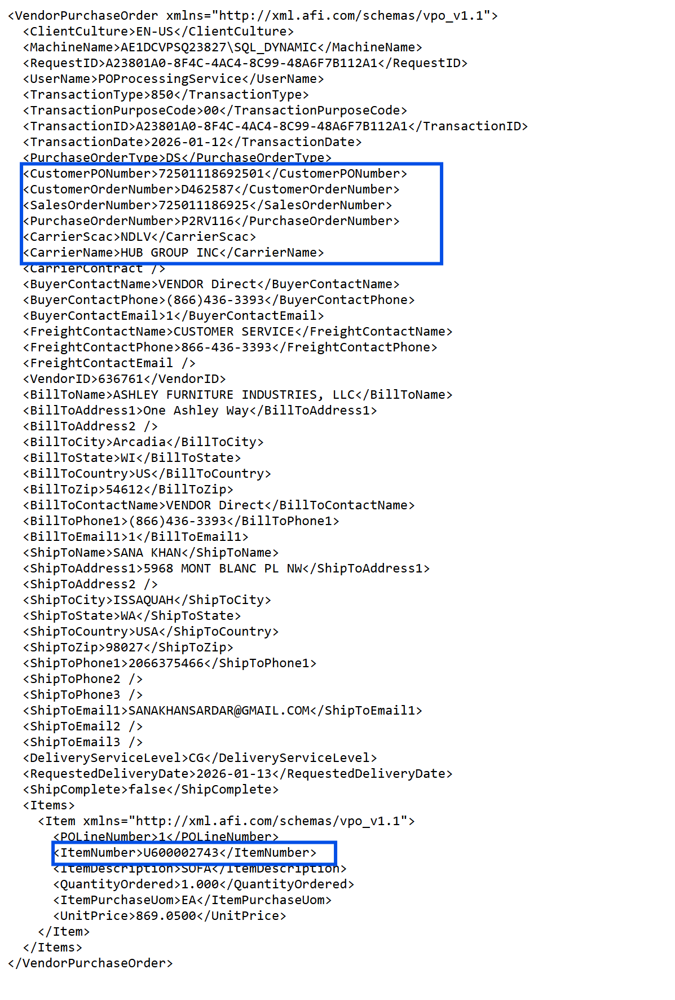 <VendorPurchaseOrder xmlns="http://xml.afi.com/schemas/vpo_v1.1">
<ClientCulture>EN-US</ClientCulture>
<MachineName>AE1DCVPSQ23827\SQL_DYNAMIC</MachineName>
<RequestID>A23801A0-8F4C-4AC4-8C99-48A6F7B112A1</RequestID>
<UserName>POProcessingService</UserName>
<TransactionType>850</TransactionType>
<TransactionPurposeCode>00</TransactionPurposeCode>
<TransactionID>A23801A0-8F4C-4AC4-8C99-48A6F7B112A1</TransactionID>
<TransactionDate>2026-01-12</TransactionDate>
<PurchaseOrderType>DS</PurchaseOrderType>
<CustomerPONumber>72501118692501</CustomerPONumber>
<CustomerOrderNumber>D462587</CustomerOrderNumber>
<SalesOrderNumber>725011186925</SalesOrderNumber>
<PurchaseOrderNumber>P2RV116</PurchaseOrderNumber>
<CarrierScac>NDLV</CarrierScac>
<CarrierName>HUB GROUP INC</CarrierName>
<CarrierContract />
<BuyerContactName>VENDOR Direct</BuyerContactName>
<BuyerContactPhone>(866)436-3393</BuyerContactPhone>
<BuyerContactEmail>1</BuyerContactEmail>
<FreightContactName>CUSTOMER SERVICE</FreightContactName>
<FreightContactPhone>866-436-3393</FreightContactPhone>
<FreightContactEmail />
<VendorID>636761</VendorID>
<BillToName>ASHLEY FURNITURE INDUSTRIES, LLC</BillToName>
<BillToAddress1>One Ashley Way</BillToAddress1>
<BillToAddress2 />
<BillToCity>Arcadia</BillToCity>
<BillToState>WI</BillToState>
<BillToCountry>US</BillToCountry>
<BillToZip>54612</BillToZip>
<BillToContactName>VENDOR Direct</BillToContactName>
<BillToPhone1>(866)436-3393</BillToPhone1>
<BillToEmail1>1</BillToEmail1>
<ShipToName>SANA KHAN</ShipToName>
<ShipToAddress1>5968 MONT BLANC PL NW</ShipToAddress1>
<ShipToAddress2 />
<ShipToCity>ISSAQUAH</ShipToCity>
<ShipToState>WA</ShipToState>
<ShipToCountry>USA</ShipToCountry>
<ShipToZip>98027</ShipToZip>
<ShipToPhone1>2066375466</ShipToPhone1>
<ShipToPhone2 />
<ShipToPhone3 />
<ShipToEmail1>SANAKHANSARDAR@GMAIL.COM</ShipToEmail1>
<ShipToEmail2 />
<ShipToEmail3 />
<DeliveryServiceLevel>CG</DeliveryServiceLevel>
<RequestedDeliveryDate>2026-01-13</RequestedDeliveryDate>
<ShipComplete>false</ShipComplete>
<Items>
<Item xmlns="http://xml.afi.com/schemas/vpo_v1.1">
<POLineNumber>1</POLineNumber>
<ItemNumber>U600002743</ItemNumber>
<ItemDescription>SOFA</ItemDescription>
<QuantityOrdered>1.000</QuantityOrdered>
<ItemPurchaseUom>EA</ItemPurchaseUom>
<UnitPrice>869.0500</UnitPrice>
</Item>
</Items>
</VendorPurchaseOrder>